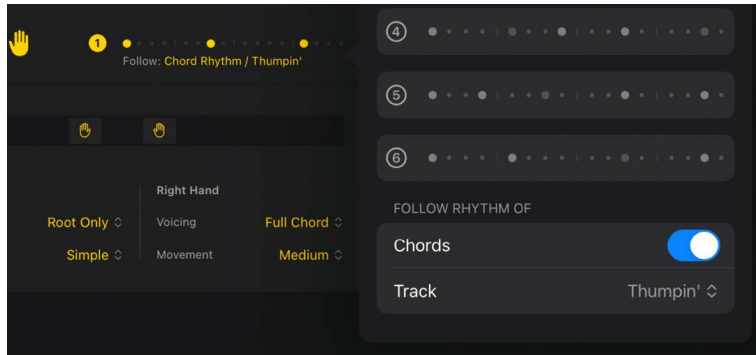 1
Follow: Chord Rhythm / Thumpin'
Right Hand
Root Only Voicing Full Chord
Simple Movement Medium
4
5
6
FOLLOW RHYTHM OF
Chords
Track Thumpin'